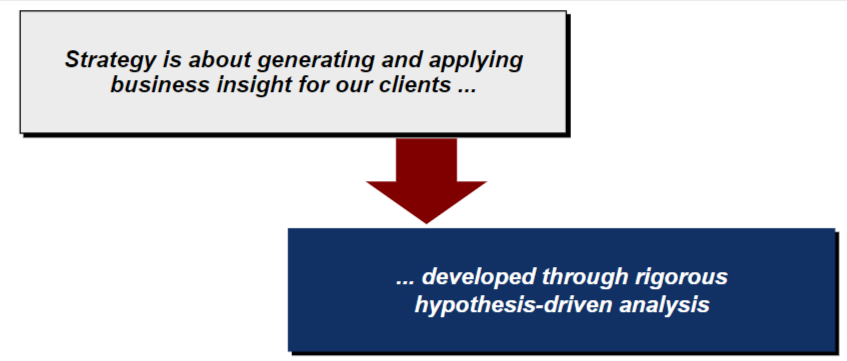 Strategy is about generating and applying
business insight for our clients ...
... developed through rigorous
hypothesis-driven analysis